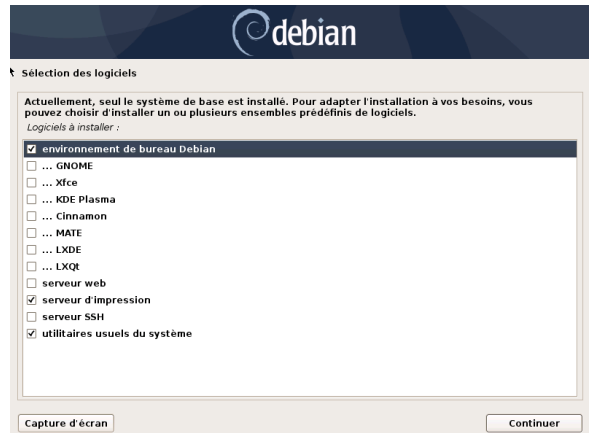 debian
Sélection des logiciels
Actuellement, seul le système de base est installé. Pour adapter l'installation à vos besoins, vous
pouvez choisir d'installer un ou plusieurs ensembles prédéfinis de logiciels.
Logiciels à installer :
environnement de bureau Debian
... GNOME
... Xfce
... KDE Plasma
... Cinnamon
... MATE
... LXDE
... LXQt
serveur web
serveur d'impression
serveur SSH
utilitaires usuels du système
Capture d'écran
Continuer